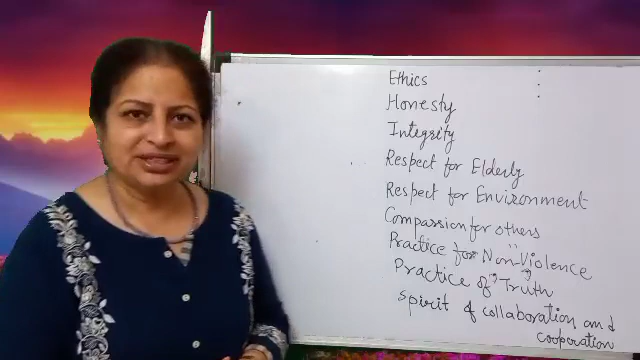 Ethics
Honesty
Integrity
Respect for Elderly
Respect for Environment
Compassion for others
Practice for Non-Violence
Practice of "Truth"
Spirit of collaboration and
cooperation